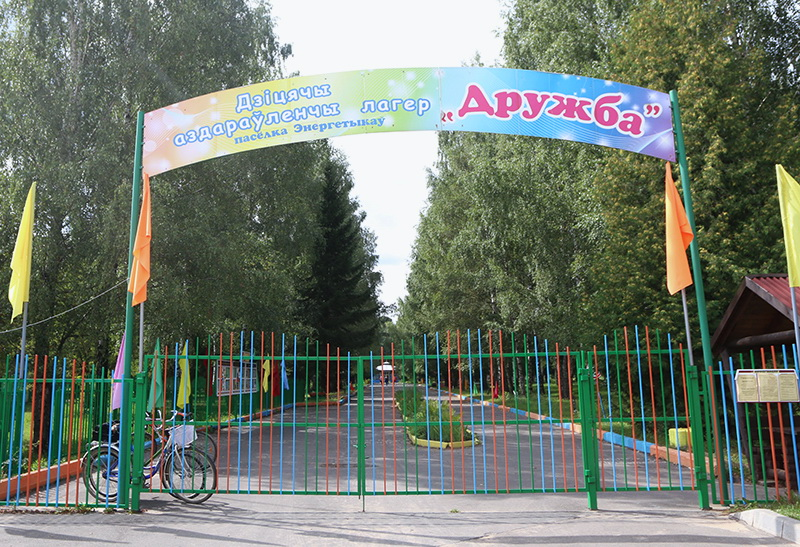 Дзіцячы
аздараўленчы лагер
пасёлка Энергетыкаў
„Дружба”